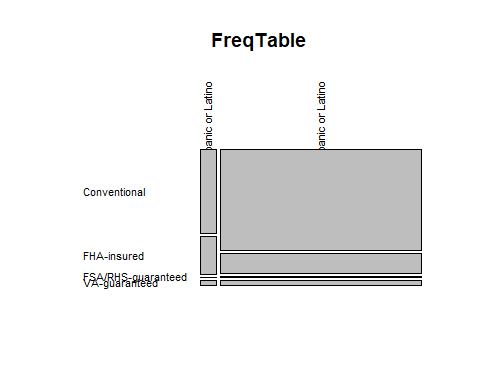 FreqTable
panic or Latino
panic or Latino
Conventional
FHA-insured
FSA/RHS-guaranteed
VA-guaranteed